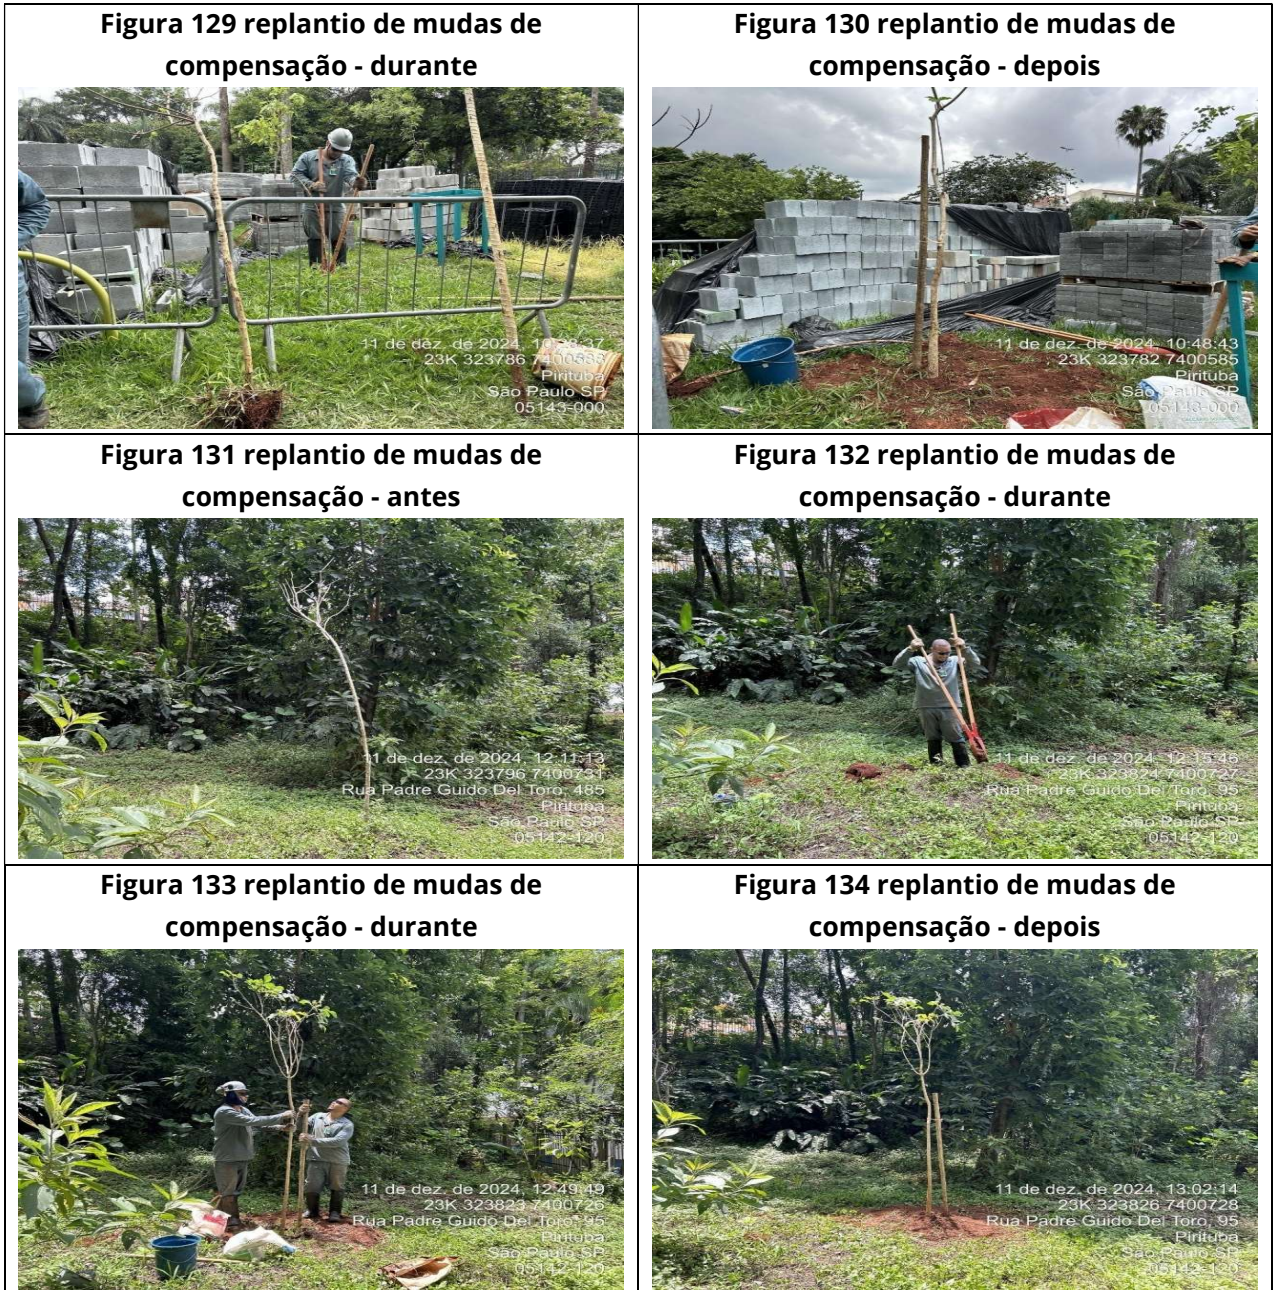 Figura 129 replantio de mudas de
compensação - durante
11 de dez. de 2024, 10:28:37
23K 323786 7400588
Pirituba
São Paulo SP
05143-000
Figura 130 replantio de mudas de
compensação - depois
11 de dez. de 2024, 10:48:43
23K 323782 7400585
Pirituba
São Paulo SP
05143-000
Figura 131 replantio de mudas de
compensação - antes
11 de dez. de 2024, 12:11:13
23K 323796 7400731
Rua Padre Guido Del Toro, 485
Pirituba
São Paulo SP
05142-120
Figura 132 replantio de mudas de
compensação - durante
11 de dez. de 2024, 12:15:46
23K 323824 7400727
Rua Padre Guido Del Toro, 95
Pirituba
São Paulo SP
05142-120
Figura 133 replantio de mudas de
compensação - durante
11 de dez. de 2024, 12:49:49
23K 323823 7400726
Rua Padre Guido Del Toro, 95
Pirituba
São Paulo SP
05142-120
Figura 134 replantio de mudas de
compensação - depois
11 de dez. de 2024, 13:02:14
23K 323826 7400728
Rua Padre Guido Del Toro, 95
Pirituba
São Paulo SP
05142-120